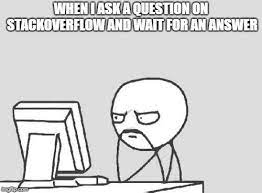 WHEN I ASK A QUESTION ON
STACKOVERFLOW AND WAIT FOR AN ANSWER
imgflip.com